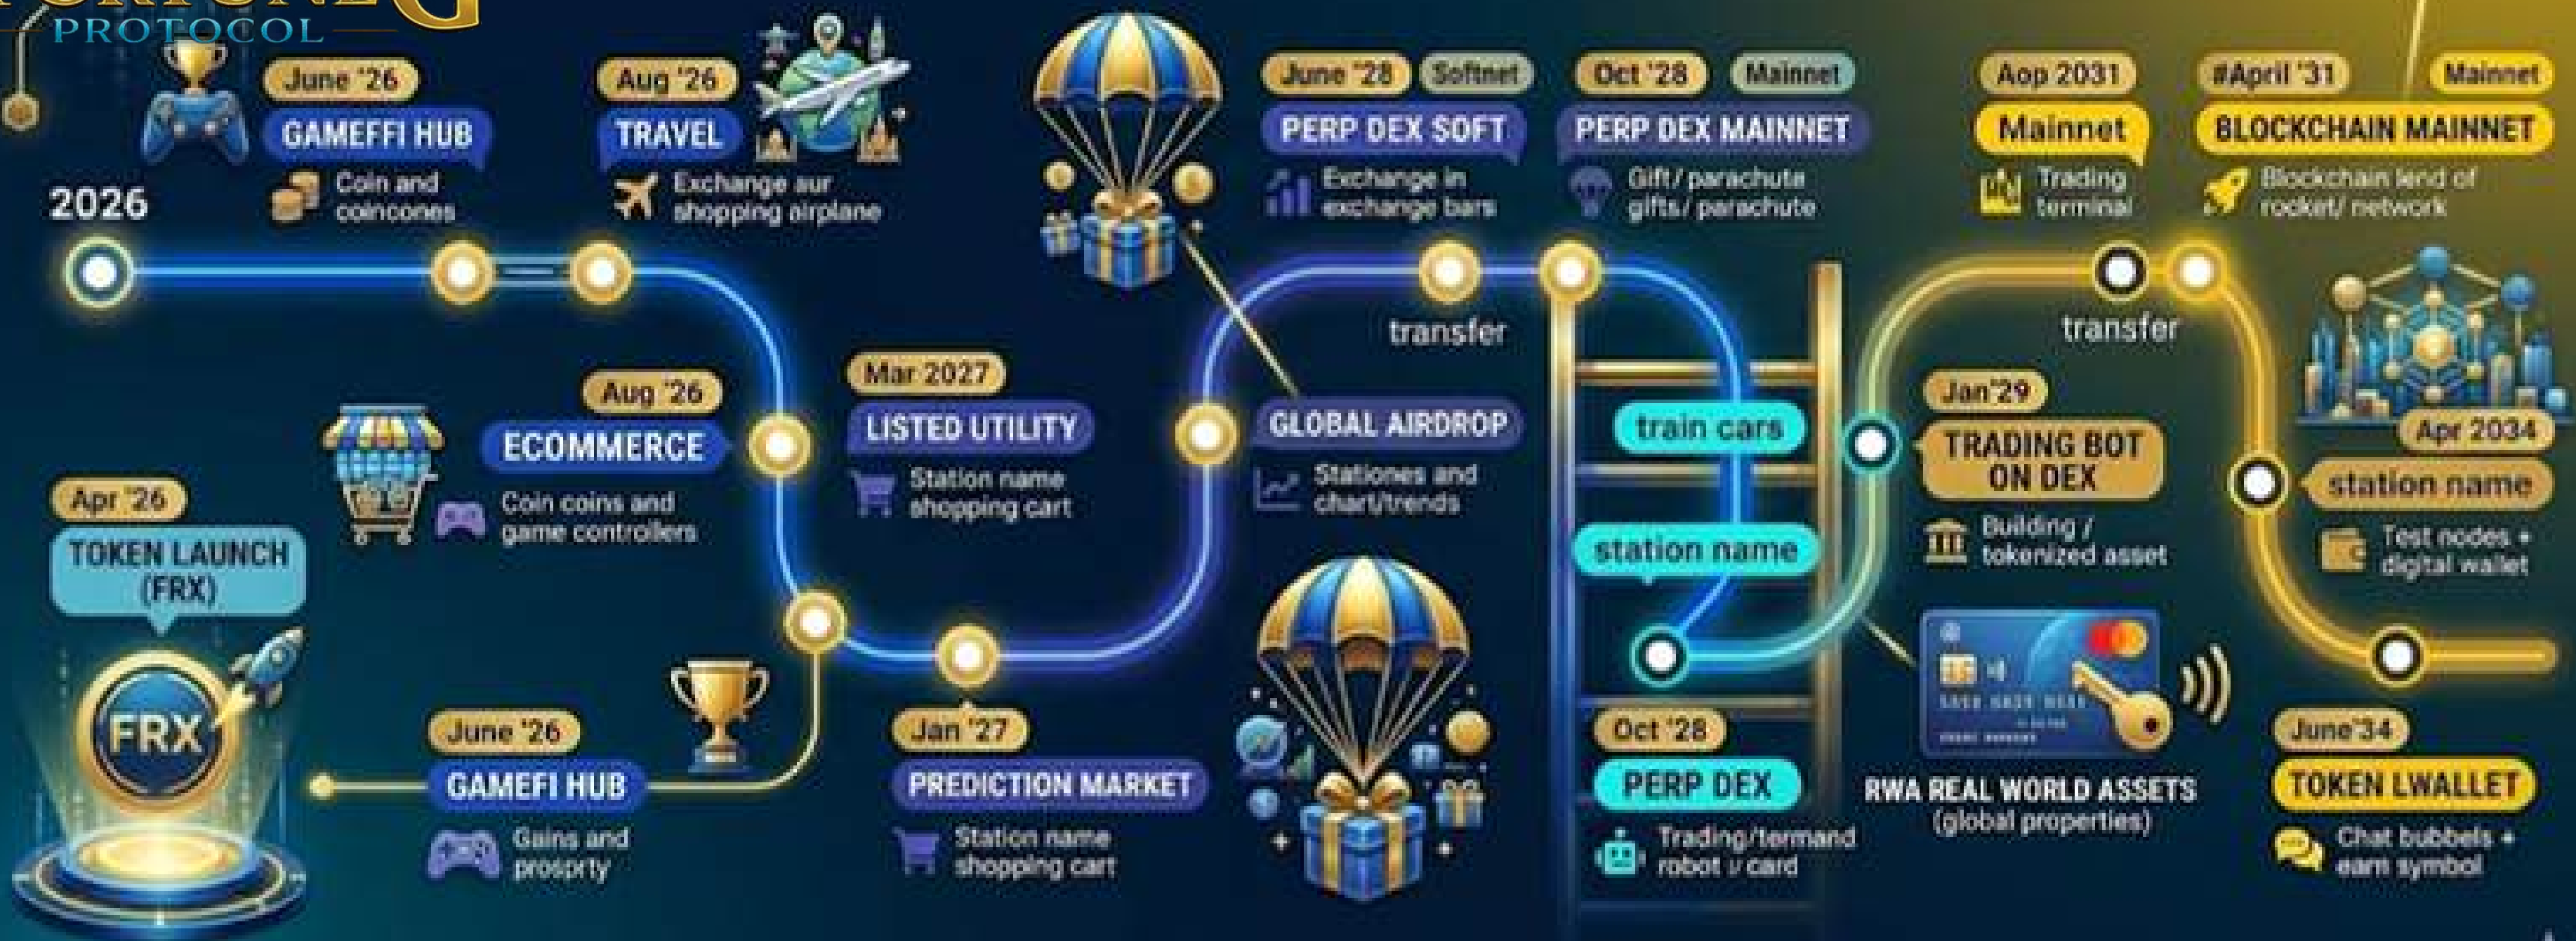 PROTOCOL
June '26
GAMEFFI HUB
Coin and
coincones
Aug '26
TRAVEL
Exchange aur
shopping airplane
June '28
Softnet
PERP DEX SOFT
Exchange in
exchange bars
Oct '28
Mainnet
PERP DEX MAINNET
Gift/parachute
gifts/parachute
Aop 2031
Mainnet
Trading
terminal
#April '31
Mainnet
BLOCKCHAIN MAINNET
Blockchain lend of
rocket/ network
2026
transfer
transfer
Aug '26
ECOMMERCE
Coin coins and
game controllers
Mar 2027
LISTED UTILITY
Station name
shopping cart
GLOBAL AIRDROP
Stationes and
chart/trends
train cars
station name
Jan'29
TRADING BOT
ON DEX
Building /
tokenized asset
Apr 2034
station name
Test nodes +
digital wallet
Apr '26
TOKEN LAUNCH
(FRX)
FRX
June '26
GAMEFI HUB
Gains and
prosprty
Jan '27
PREDICTION MARKET
Station name
shopping cart
Oct '28
PERP DEX
Trading/termand
robot v card
RWA REAL WORLD ASSETS
(global properties)
June'34
TOKEN LWALLET
Chat bubbels +
earn symbol